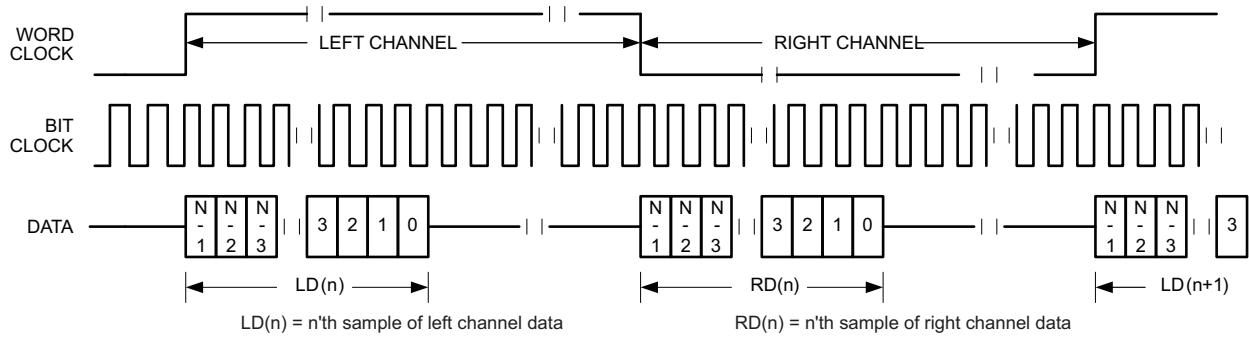 WORD CLOCK
LEFT CHANNEL
RIGHT CHANNEL
BIT CLOCK
DATA
N-1 N-2 N-3 3 2 1 0
N-1 N-2 N-3 3 2 1 0
N-1 N-2 N-3 3
LD(n)
RD(n)
LD(n+1)
LD(n) = n'th sample of left channel data
RD(n) = n'th sample of right channel data